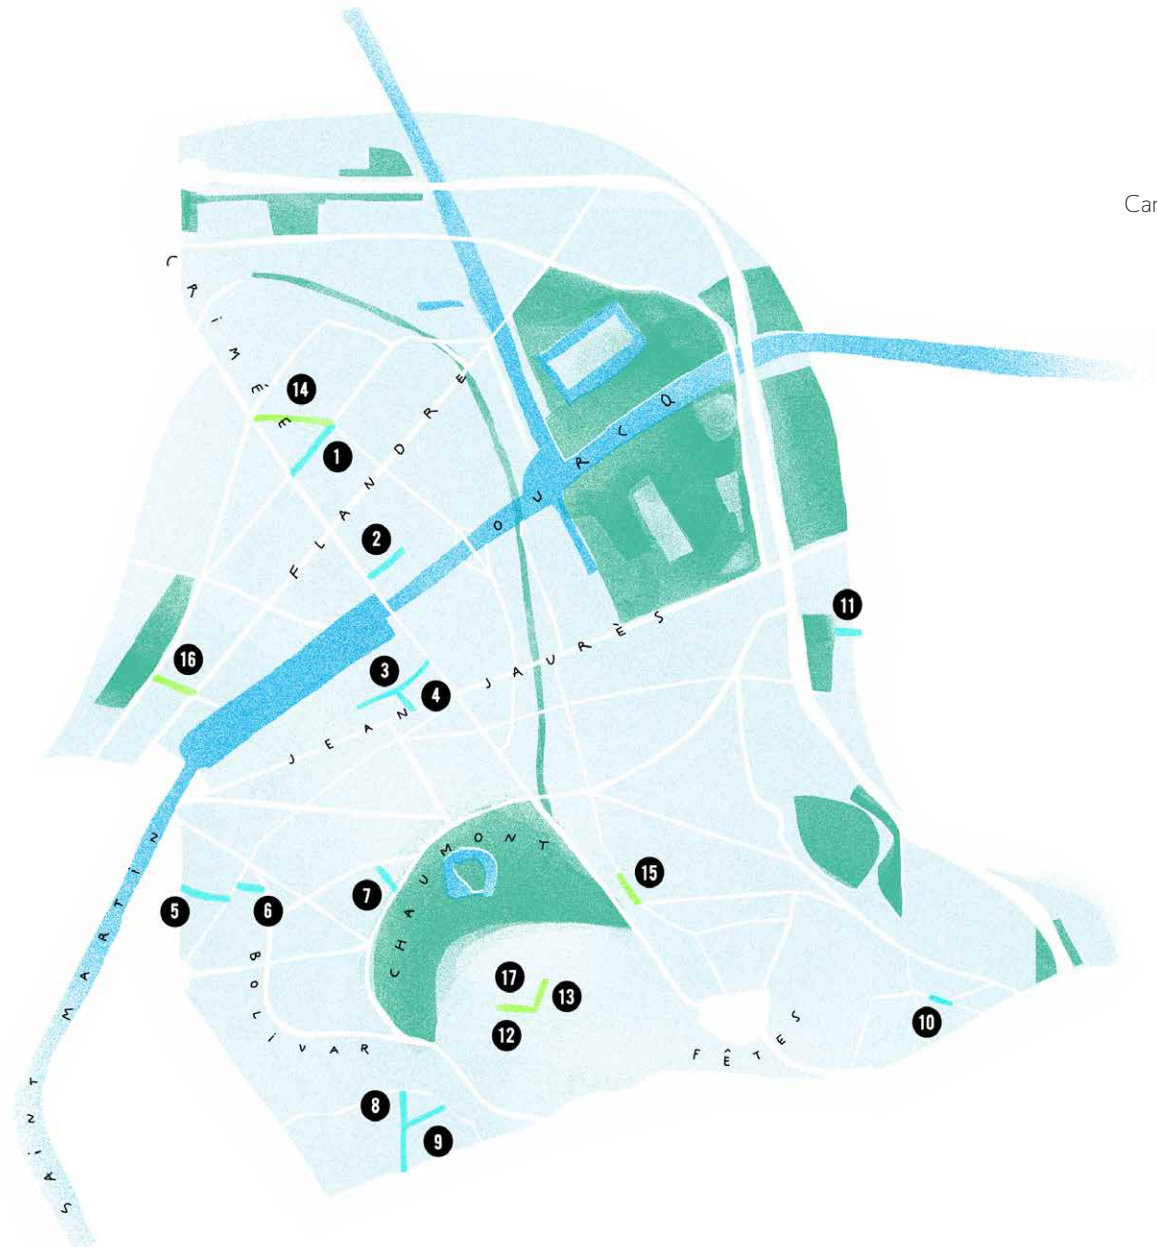 Car
CRiMÉE
14
1
FLANDRE
2
OURCQ
11
16
3
4
JEAN JAURÈS
SAiNT MARTiN
CHAUMONT
15
7
5
6
BOLiVAR
17
13
12
10
FÊTES
8
9